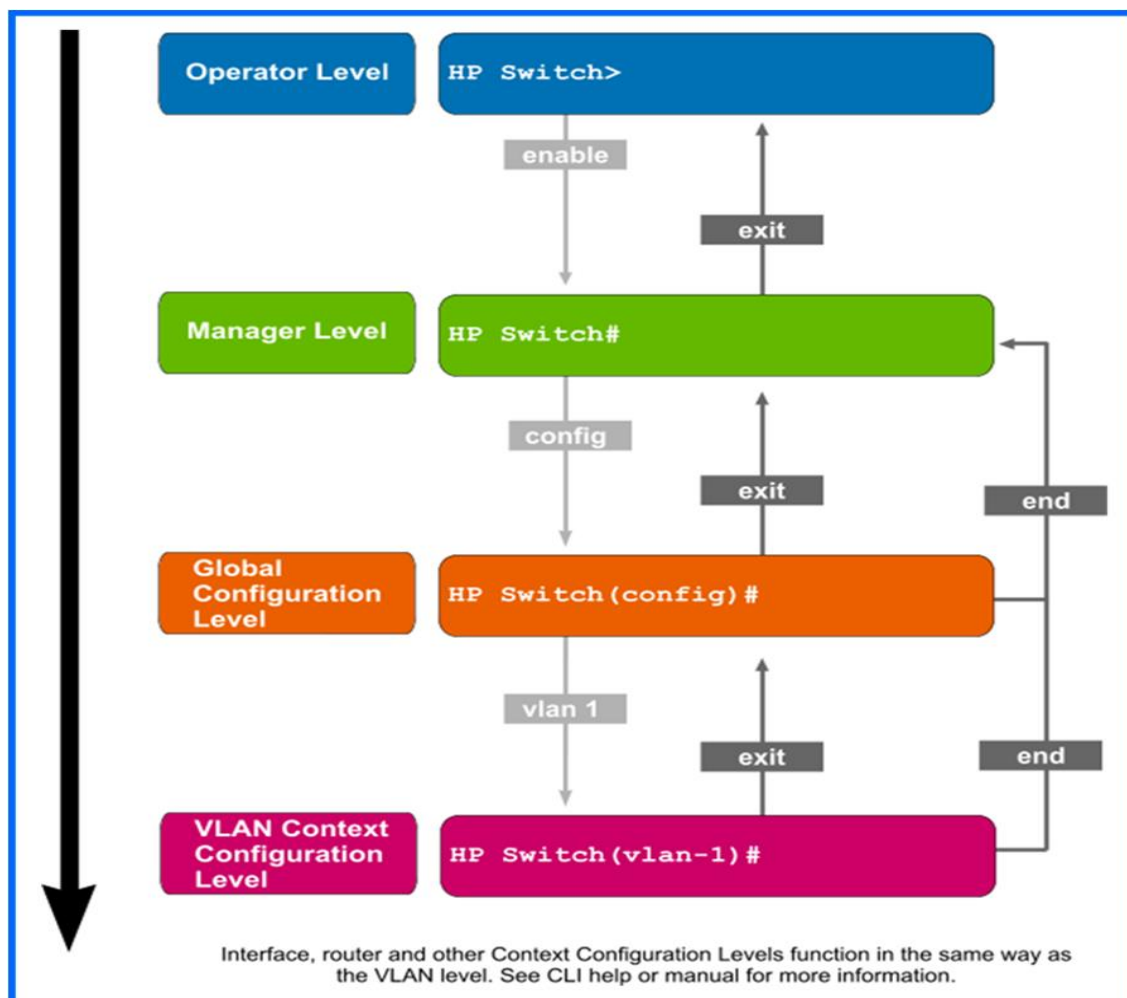 Operator Level
HP Switch>
enable
exit
Manager Level
HP Switch#
config
exit
end
Global
Configuration
Level
HP Switch(config)#
vlan 1
exit
end
VLAN Context
Configuration
Level
HP Switch(vlan-1)#
Interface, router and other Context Configuration Levels function in the same way as
the VLAN level. See CLI help or manual for more information.